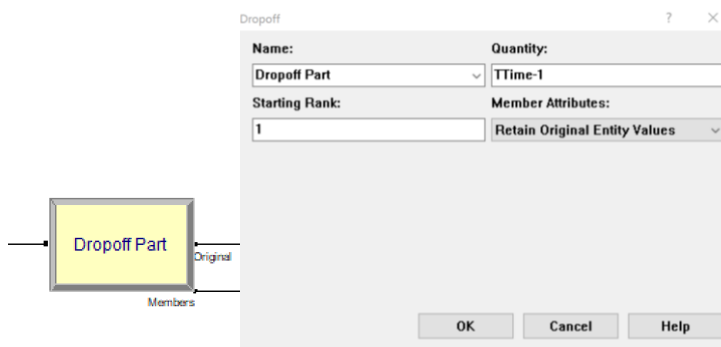 Dropoff ?
Name: Quantity:
Dropoff Part TTime-1
Starting Rank: Member Attributes:
1 Retain Original Entity Values
Dropoff Part
Original
Members
OK Cancel Help